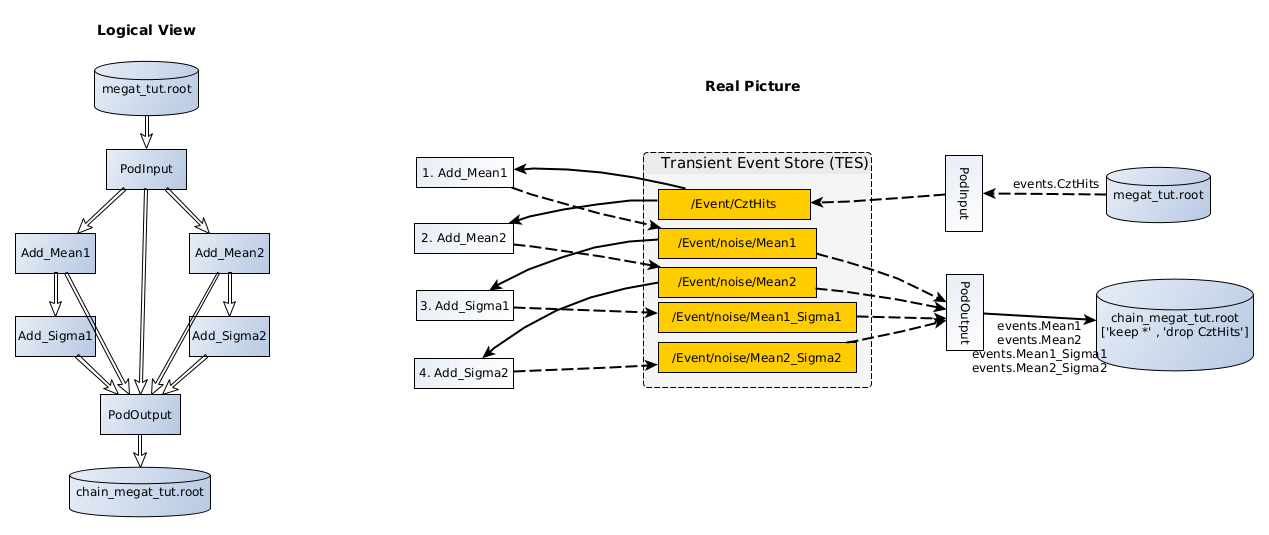 Logical View
megat_tut.root
PodInput
Add_Mean1
Add_Mean2
Add_Sigma1
Add_Sigma2
PodOutput
chain_megat_tut.root
Real Picture
1. Add_Mean1
2. Add_Mean2
3. Add_Sigma1
4. Add_Sigma2
Transient Event Store (TES)
/Event/CztHits
/Event/noise/Mean1
/Event/noise/Mean2
/Event/noise/Mean1_Sigma1
/Event/noise/Mean2_Sigma2
PodInput
events.CztHits
megat_tut.root
PodOutput
events.Mean1
events.Mean2
events.Mean1_Sigma1
events.Mean2_Sigma2
chain_megat_tut.root
['keep *' , 'drop CztHits']